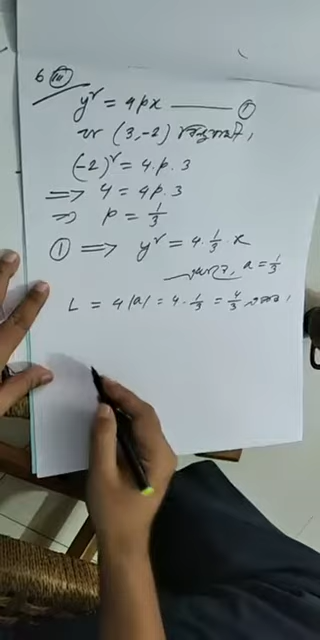 6 (iii)
y² = 4px ——— ①
যা (3,-2) বিন্দুগামী,
(-2)² = 4.p.3
⇒ 4 = 4p.3
⇒ p = 1/3
① ⇒ y² = 4.1/3.x
a = 1/3
L = 4|a| = 4.1/3 = 4/3 একক।